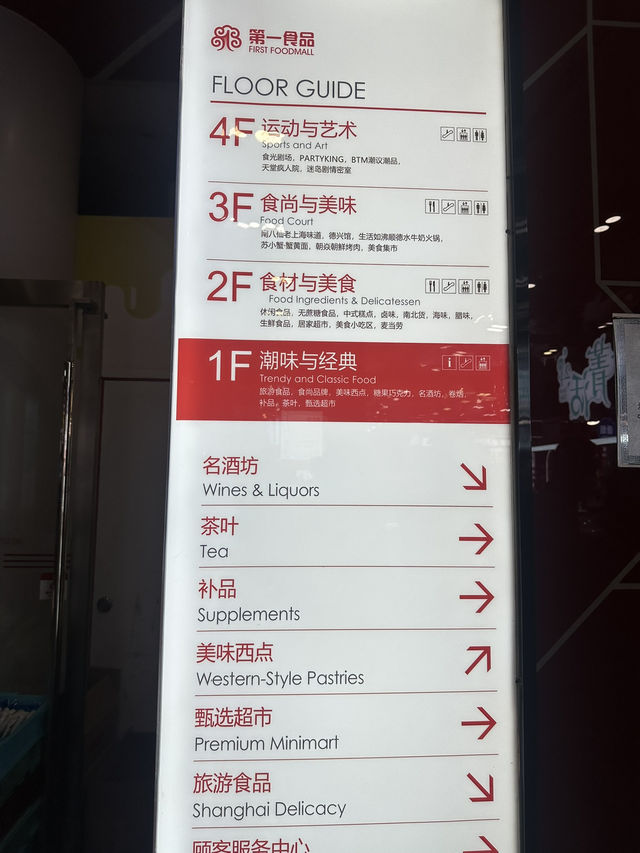 第一食品
FIRST FOODMALL
FLOOR GUIDE
4F 运动与艺术
Sports and Art
食光剧场，PARTYKING，BTM潮议潮品，
天堂疯人院，迷鸟剧情密室
3F 食尚与美味
Food Court
八仙老上海味道，德兴馆，生活如沸顺德水牛奶火锅，
苏小蟹·蟹黄面，朝焱朝鲜烤肉，美食集市
2F 食材与美食
Food Ingredients & Delicatessen
休闲食品，无蔗糖食品，中式糕点，卤味，南北货，海味，腊味，
生鲜食品，居家超市，美食小吃区，麦当劳
1F 潮味与经典
Trendy and Classic Food
旅游食品，食尚品牌，美味西点，糖果巧克力，名酒坊，卷烟，
补品，茶叶，甄选超市
名酒坊
Wines & Liquors
茶叶
Tea
补品
Supplements
美味西点
Western-Style Pastries
甄选超市
Premium Minimart
旅游食品
Shanghai Delicacy
顾客服务中心